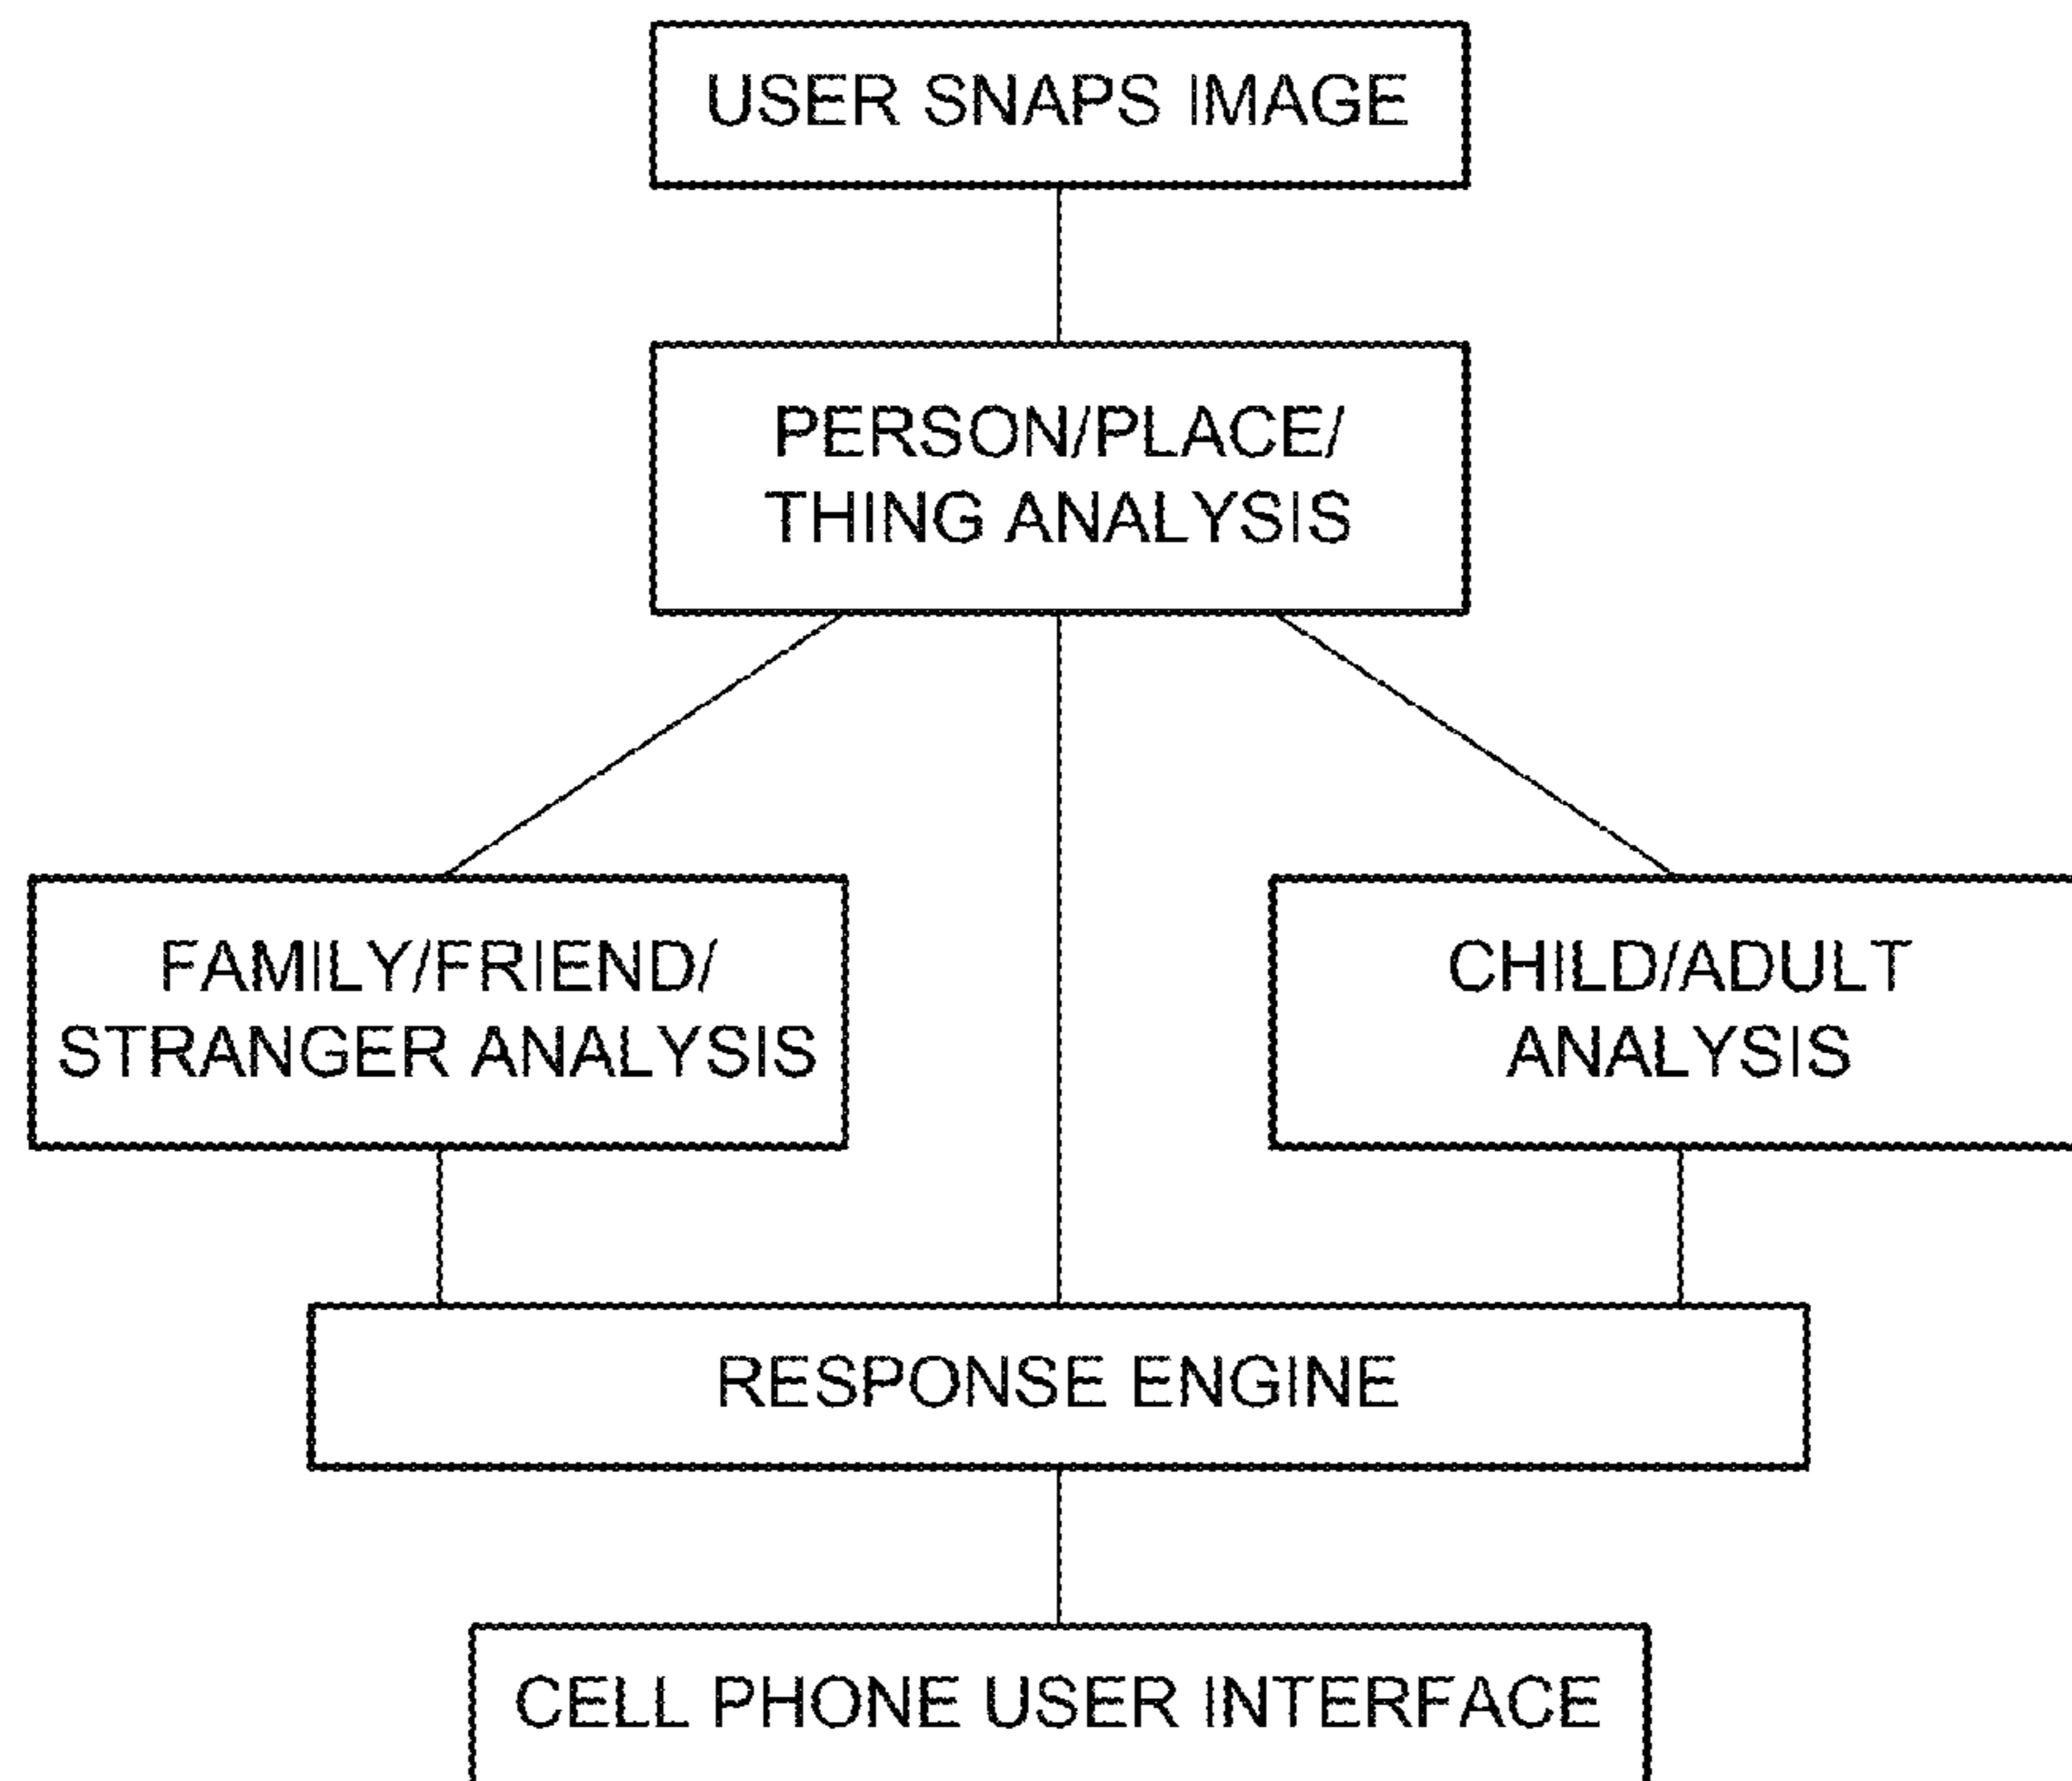 USER SNAPS IMAGE
PERSON/PLACE/
THING ANALYSIS
FAMILY/FRIEND/
STRANGER ANALYSIS
CHILD/ADULT
ANALYSIS
RESPONSE ENGINE
CELL PHONE USER INTERFACE